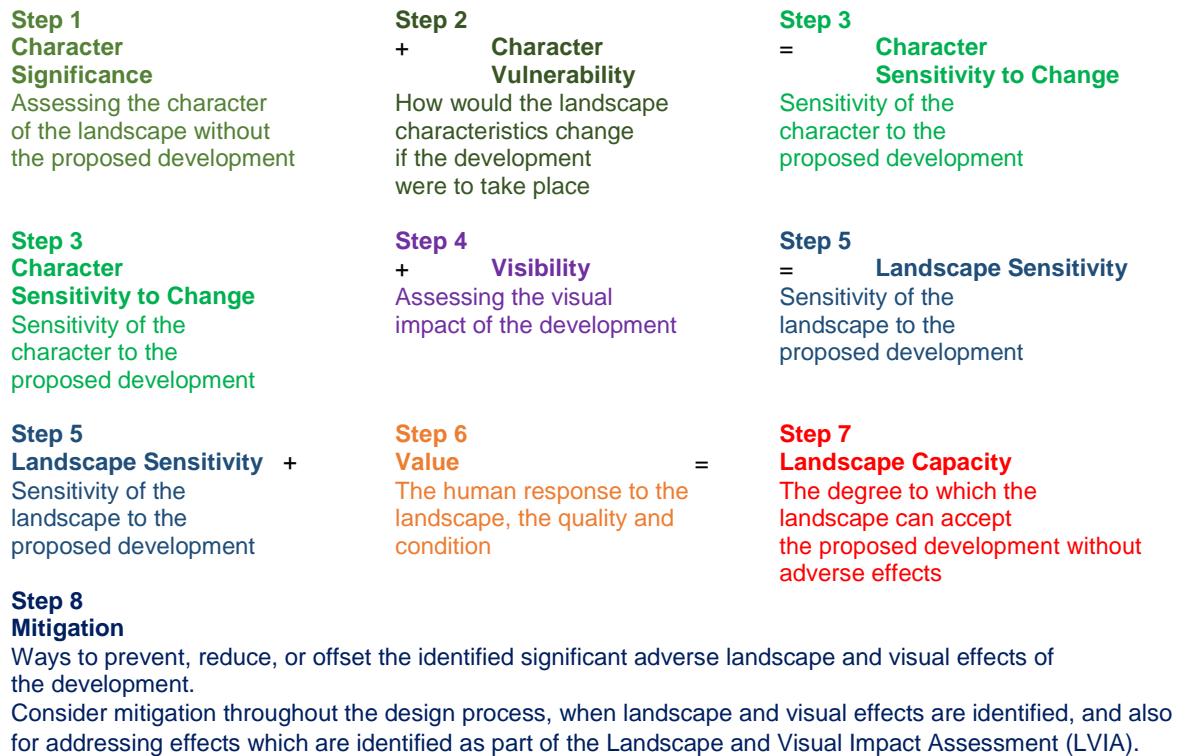 Step 1
Character
Significance
Assessing the character
of the landscape without
the proposed development
Step 2
+ Character
Vulnerability
How would the landscape
characteristics change
if the development
were to take place
Step 3
= Character
Sensitivity to Change
Sensitivity of the
character to the
proposed development
Step 3
Character
Sensitivity to Change
Sensitivity of the
character to the
proposed development
Step 4
+ Visibility
Assessing the visual
impact of the development
Step 5
= Landscape Sensitivity
Sensitivity of the
landscape to the
proposed development
Step 5
Landscape Sensitivity +
Sensitivity of the
landscape to the
proposed development
Step 6
Value =
The human response to the
landscape, the quality and
condition
Step 7
Landscape Capacity
The degree to which the
landscape can accept
the proposed development without
adverse effects
Step 8
Mitigation
Ways to prevent, reduce, or offset the identified significant adverse landscape and visual effects of
the development.
Consider mitigation throughout the design process, when landscape and visual effects are identified, and also
for addressing effects which are identified as part of the Landscape and Visual Impact Assessment (LVIA).